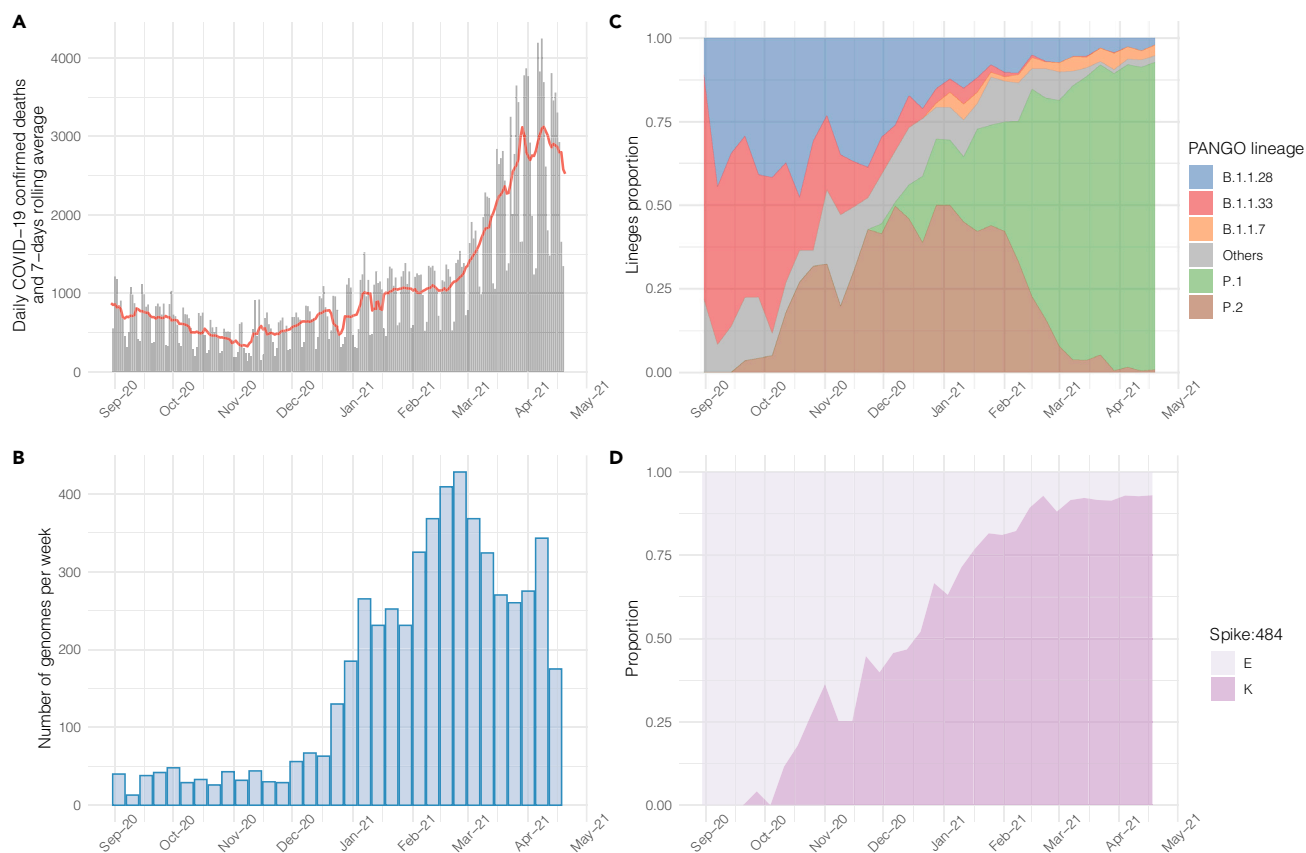 A
Daily COVID−19 confirmed deaths
and 7−days rolling average
4000
3000
2000
1000
0
Sep−20
Oct−20
Nov−20
Dec−20
Jan−21
Feb−21
Mar−21
Apr−21
May−21
B
Number of genomes per week
400
300
200
100
0
Sep−20
Oct−20
Nov−20
Dec−20
Jan−21
Feb−21
Mar−21
Apr−21
May−21
C
Lineges proportion
1.00
0.75
0.50
0.25
0.00
Sep−20
Oct−20
Nov−20
Dec−20
Jan−21
Feb−21
Mar−21
Apr−21
May−21
PANGO lineage
B.1.1.28
B.1.1.33
B.1.1.7
Others
P.1
P.2
D
Proportion
1.00
0.75
0.50
0.25
0.00
Sep−20
Oct−20
Nov−20
Dec−20
Jan−21
Feb−21
Mar−21
Apr−21
May−21
Spike:484
E
K